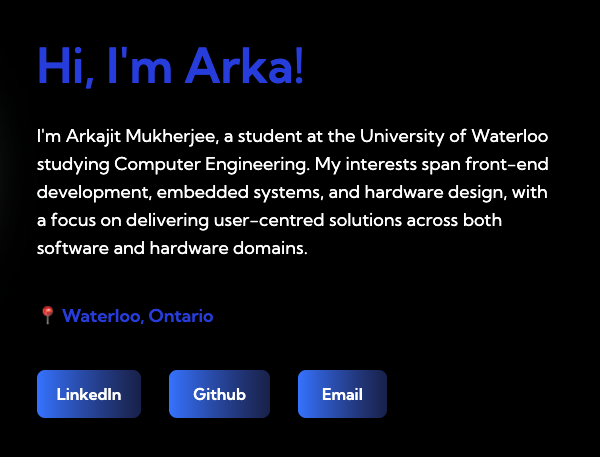 Hi, I'm Arka!
I'm Arkajit Mukherjee, a student at the University of Waterloo
studying Computer Engineering. My interests span front-end
development, embedded systems, and hardware design, with
a focus on delivering user-centred solutions across both
software and hardware domains.
📍 Waterloo, Ontario
LinkedIn Github Email